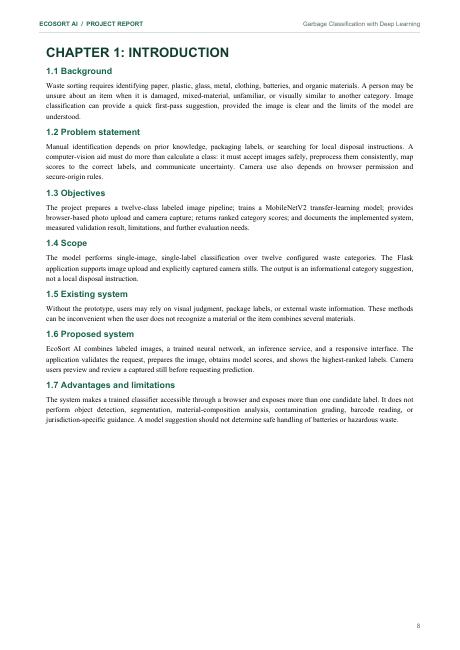 ECOSORT AI / PROJECT REPORT
Garbage Classification with Deep Learning
CHAPTER 1: INTRODUCTION
1.1 Background
Waste sorting requires identifying paper, plastic, glass, metal, clothing, batteries, and organic materials. A person may be
unsure about an item when it is damaged, mixed-material, unfamiliar, or visually similar to another category. Image
classification can provide a quick first-pass suggestion, provided the image is clear and the limits of the model are
understood.
1.2 Problem statement
Manual identification depends on prior knowledge, packaging labels, or searching for local disposal instructions. A
computer-vision aid must do more than calculate a class: it must accept images safely, preprocess them consistently, map
scores to the correct labels, and communicate uncertainty. Camera use also depends on browser permission and
secure-origin rules.
1.3 Objectives
The project prepares a twelve-class labeled image pipeline; trains a MobileNetV2 transfer-learning model; provides
browser-based photo upload and camera capture; returns ranked category scores; and documents the implemented system,
measured validation result, limitations, and further evaluation needs.
1.4 Scope
The model performs single-image, single-label classification over twelve configured waste categories. The Flask
application supports image upload and explicitly captured camera stills. The output is an informational category suggestion,
not a local disposal instruction.
1.5 Existing system
Without the prototype, users may rely on visual judgment, package labels, or external waste information. These methods
can be inconvenient when the user does not recognize a material or the item combines several materials.
1.6 Proposed system
EcoSort AI combines labeled images, a trained neural network, an inference service, and a responsive interface. The
application validates the request, prepares the image, obtains model scores, and shows the highest-ranked labels. Camera
users preview and review a captured still before requesting prediction.
1.7 Advantages and limitations
The system makes a trained classifier accessible through a browser and exposes more than one candidate label. It does not
perform object detection, segmentation, material-composition analysis, contamination grading, barcode reading, or
jurisdiction-specific guidance. A model suggestion should not determine safe handling of batteries or hazardous waste.
8